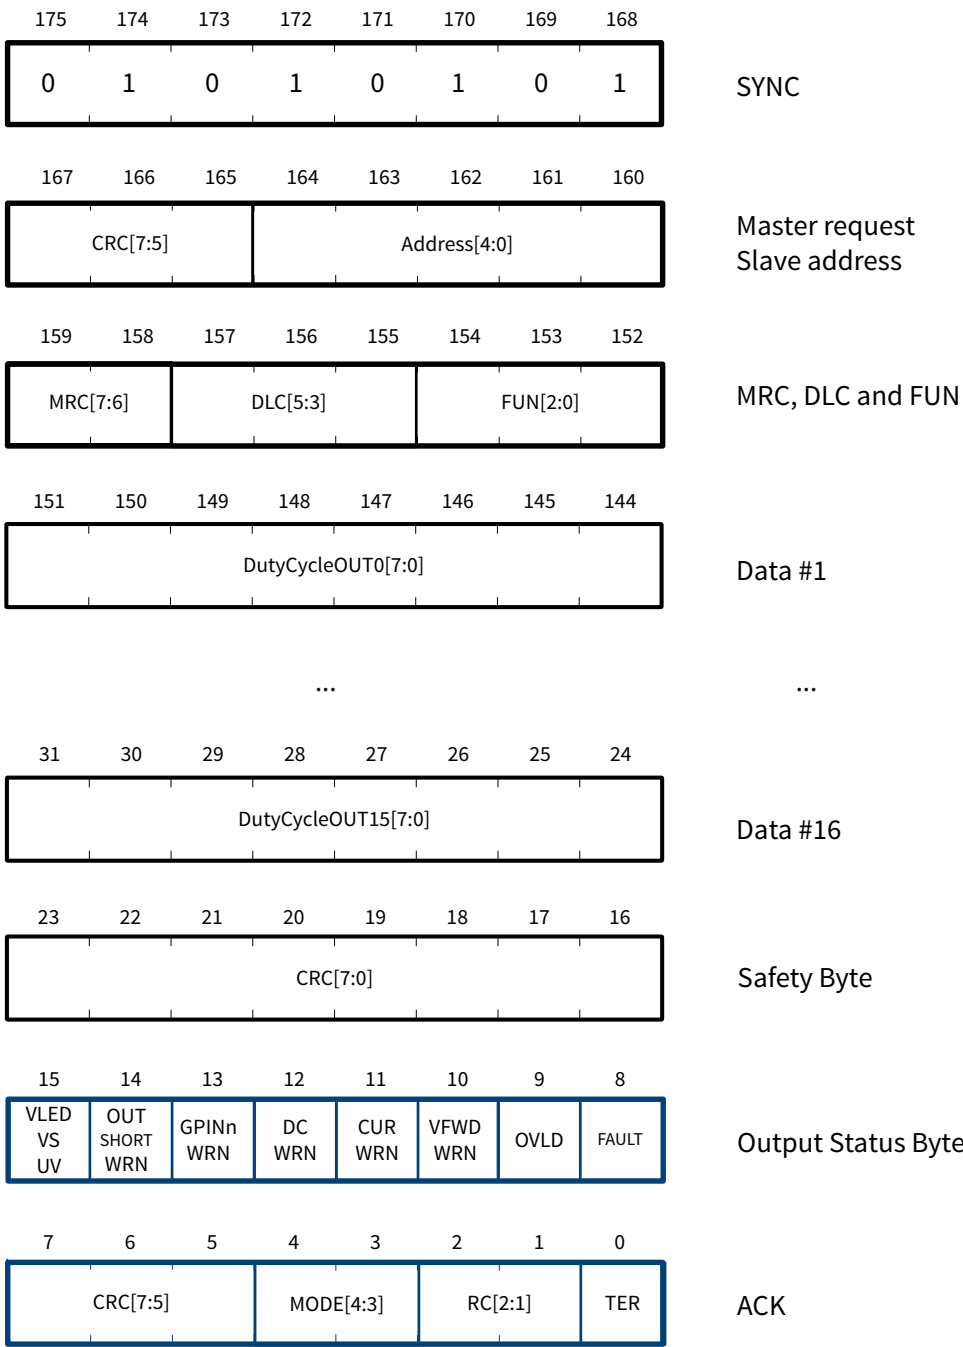 175 174 173 172 171 170 169 168
0 1 0 1 0 1 0 1 SYNC
167 166 165 164 163 162 161 160
CRC[7:5] Address[4:0] Master request
Slave address
159 158 157 156 155 154 153 152
MRC[7:6] DLC[5:3] FUN[2:0] MRC, DLC and FUN
151 150 149 148 147 146 145 144
DutyCycleOUT0[7:0] Data #1
... ...
31 30 29 28 27 26 25 24
DutyCycleOUT15[7:0] Data #16
23 22 21 20 19 18 17 16
CRC[7:0] Safety Byte
15 14 13 12 11 10 9 8
VLED VS UV OUT SHORT WRN GPINn WRN DC WRN CUR WRN VFWD WRN OVLD FAULT Output Status Byte
7 6 5 4 3 2 1 0
CRC[7:5] MODE[4:3] RC[2:1] TER ACK